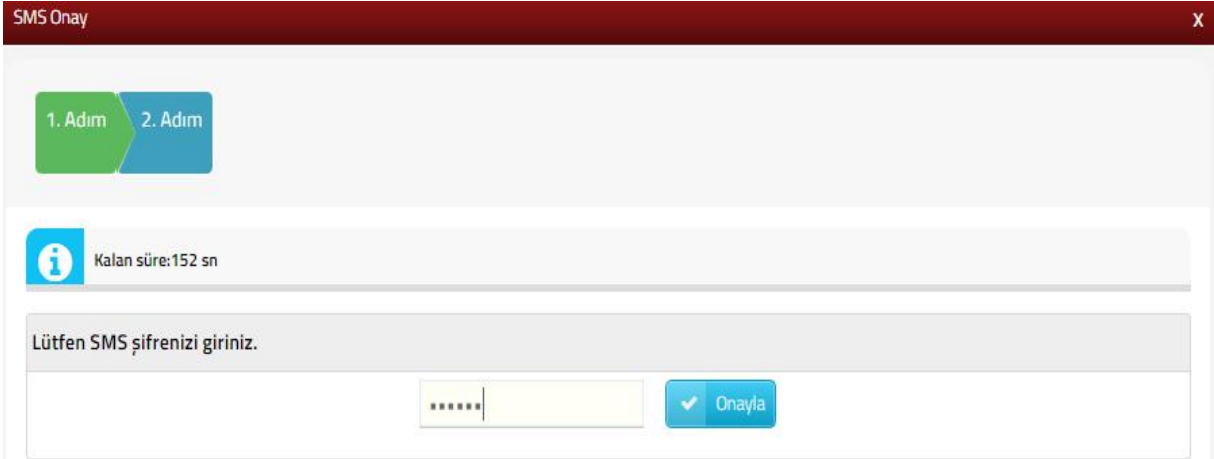 SMS Onay X
1. Adım 2. Adım
Kalan süre:152 sn
Lütfen SMS şifrenizi giriniz.
Onayla